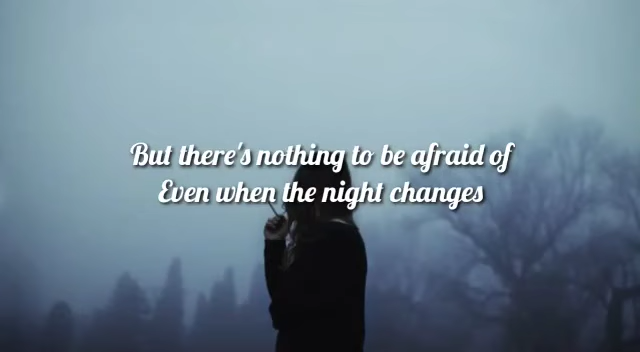 But there's nothing to be afraid of
Even when the night changes